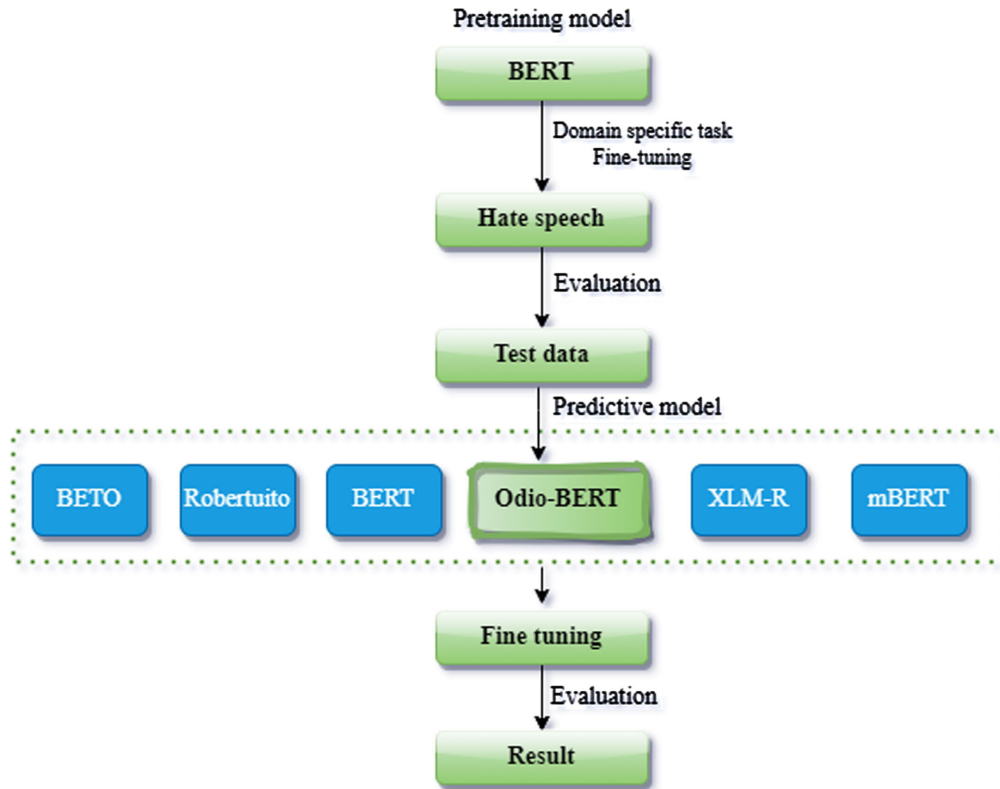 Pretraining model
BERT
Domain specific task
Fine-tuning
Hate speech
Evaluation
Test data
Predictive model
BETO
Robertuito
BERT
Odio-BERT
XLM-R
mBERT
Fine tuning
Evaluation
Result